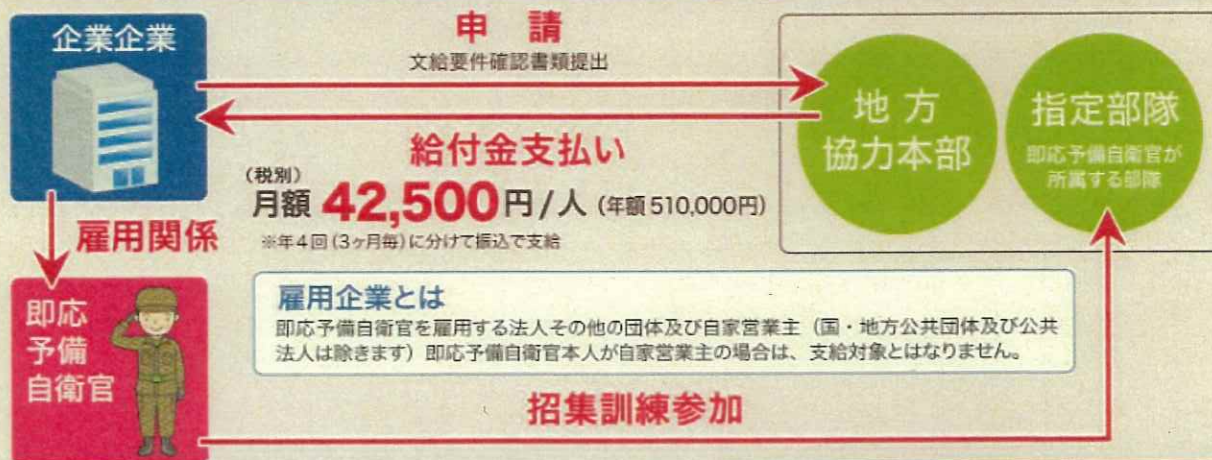 企業企業
申 請
文給要件確認書類提出
給付金支払い
(税別)
月額 42,500円/人 (年額 510,000円)
※年4回(3ヶ月毎)に分けて振込で支給
地 方
協力本部
指定部隊
即応予備自衛官が
所属する部隊
雇用関係
即応
予備
自衛官
雇用企業とは
即応予備自衛官を雇用する法人その他の団体及び自家営業主(国・地方公共団体及び公共
法人は除きます)即応予備自衛官本人が自家営業主の場合は、支給対象とはなりません。
招集訓練参加